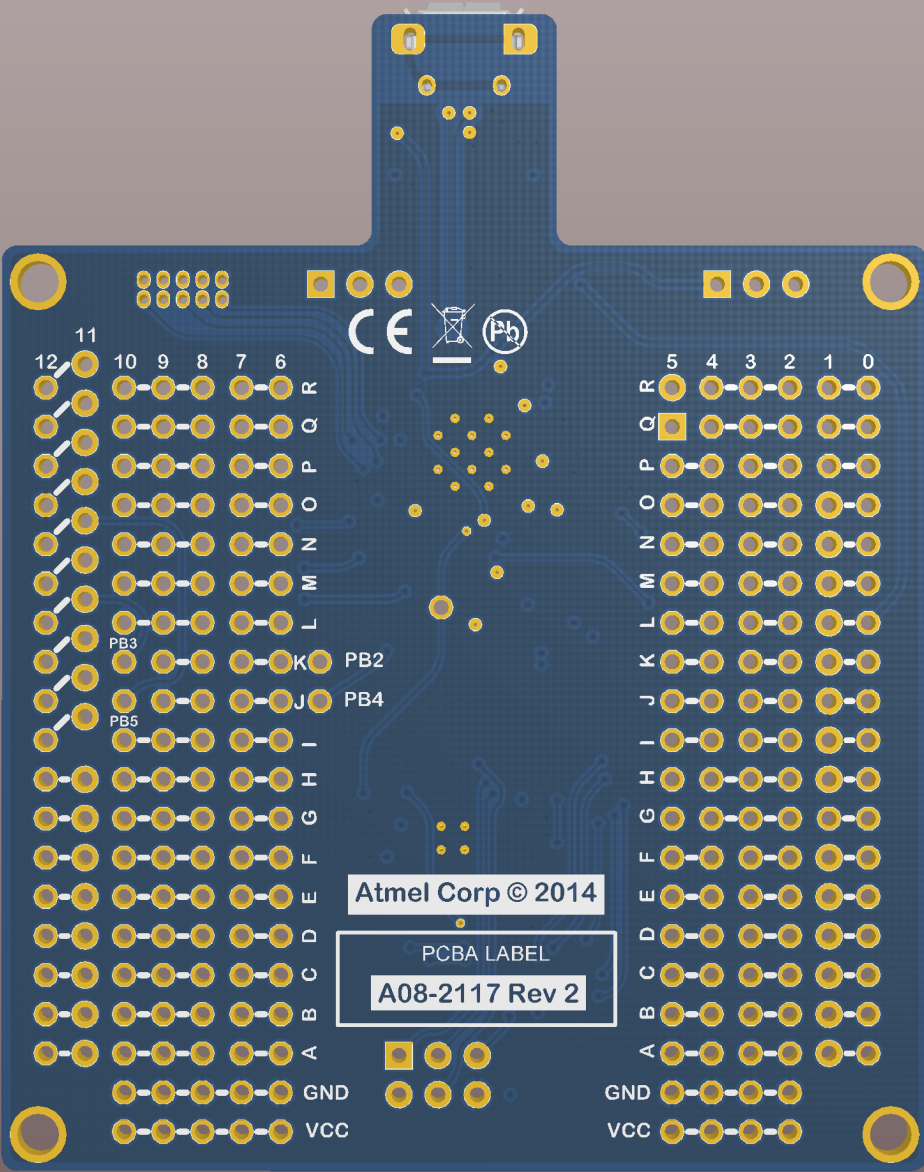 CE Pb
11
12 10 9 8 7 6 5 4 3 2 1 0
R R
Q Q
P P
O O
N N
M M
L L
PB3
K PB2 K
J PB4 J
PB5
I I
H H
G G
F F
E E
Atmel Corp © 2014
D D
PCBA LABEL
C C
A08-2117 Rev 2
B B
A A
GND GND
VCC VCC